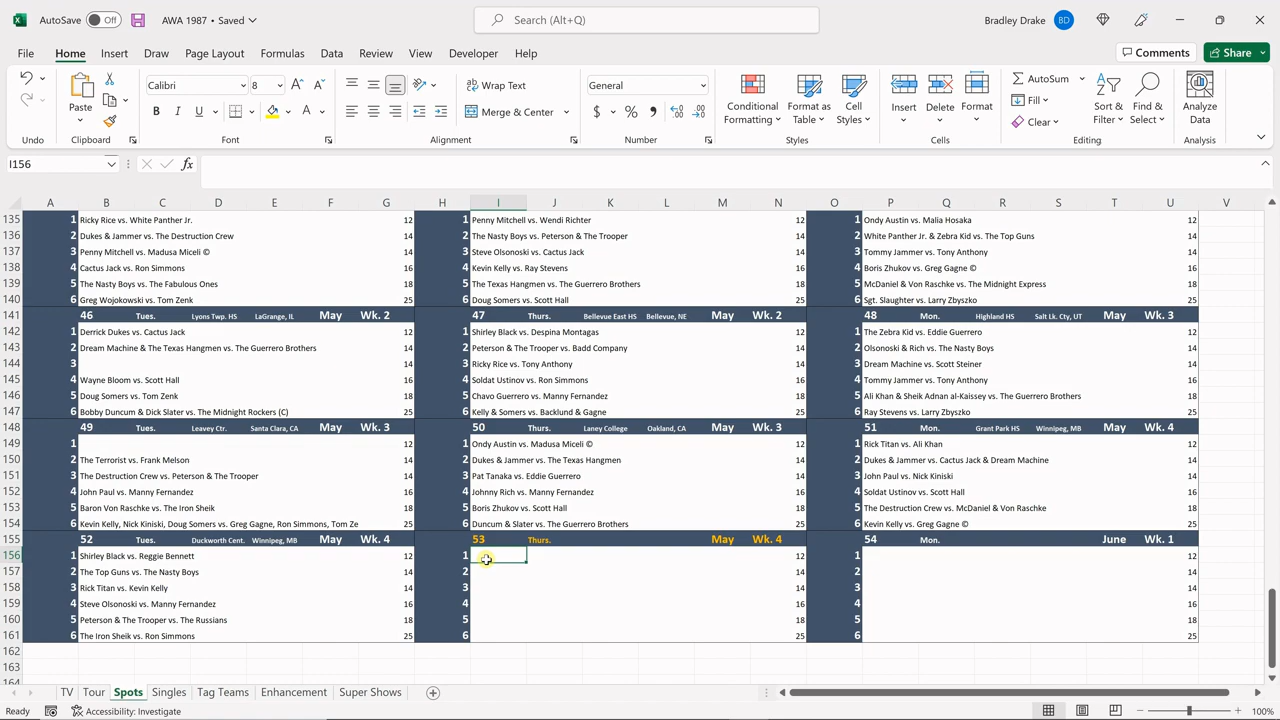 AutoSave Off AWA 1987 • Saved Search (Alt+Q) Bradley Drake BD
File Home Insert Draw Page Layout Formulas Data Review View Developer Help Comments Share
Paste Calibri 8 A A Wrap Text General Conditional Formatting Format as Table Cell Styles Insert Delete Format AutoSum Fill Clear Sort & Filter Find & Select Analyze Data
B I U A Merge & Center $ % ,
Undo Clipboard Font Alignment Number Styles Cells Editing Analysis
I156 fx
A B C D E F G H I J K L M N O P Q R S T U V
135 1 Ricky Rice vs. White Panther Jr. 12 1 Penny Mitchell vs. Wendi Richter 12 1 Ondy Austin vs. Malia Hosaka 12
136 2 Dukes & Jammer vs. The Destruction Crew 14 2 The Nasty Boys vs. Peterson & The Trooper 14 2 White Panther Jr. & Zebra Kid vs. The Top Guns 14
137 3 Penny Mitchell vs. Madusa Miceli © 14 3 Steve Olsonoski vs. Cactus Jack 14 3 Tommy Jammer vs. Tony Anthony 14
138 4 Cactus Jack vs. Ron Simmons 16 4 Kevin Kelly vs. Ray Stevens 16 4 Boris Zhukov vs. Greg Gagne © 16
139 5 The Nasty Boys vs. The Fabulous Ones 18 5 The Texas Hangmen vs. The Guerrero Brothers 18 5 McDaniel & Von Raschke vs. The Midnight Express 18
140 6 Greg Wojokowski vs. Tom Zenk 25 6 Doug Somers vs. Scott Hall 25 6 Sgt. Slaughter vs. Larry Zbyszko 25
141 46 Tues. Lyons Twp. HS LaGrange, IL May Wk. 2 47 Thurs. Bellevue East HS Bellevue, NE May Wk. 2 48 Mon. Highland HS Salt Lk. Cty, UT May Wk. 3
142 1 Derrick Dukes vs. Cactus Jack 12 1 Shirley Black vs. Despina Montagas 12 1 The Zebra Kid vs. Eddie Guerrero 12
143 2 Dream Machine & The Texas Hangmen vs. The Guerrero Brothers 14 2 Peterson & The Trooper vs. Badd Company 14 2 Olsonoski & Rich vs. The Nasty Boys 14
144 3 14 3 Ricky Rice vs. Tony Anthony 14 3 Dream Machine vs. Scott Steiner 14
145 4 Wayne Bloom vs. Scott Hall 16 4 Soldat Ustinov vs. Ron Simmons 16 4 Tommy Jammer vs. Tony Anthony 16
146 5 Doug Somers vs. Tom Zenk 18 5 Chavo Guerrero vs. Manny Fernandez 18 5 Ali Khan & Sheik Adnan al-Kaissey vs. The Guerrero Brothers 18
147 6 Bobby Duncum & Dick Slater vs. The Midnight Rockers (C) 25 6 Kelly & Somers vs. Backlund & Gagne 25 6 Ray Stevens vs. Larry Zbyszko 25
148 49 Tues. Leavey Ctr. Santa Clara, CA May Wk. 3 50 Thurs. Laney College Oakland, CA May Wk. 3 51 Mon. Grant Park HS Winnipeg, MB May Wk. 4
149 1 12 1 Ondy Austin vs. Madusa Miceli © 12 1 Rick Titan vs. Ali Khan 12
150 2 The Terrorist vs. Frank Melson 14 2 Dukes & Jammer vs. The Texas Hangmen 14 2 Dukes & Jammer vs. Cactus Jack & Dream Machine 14
151 3 The Destruction Crew vs. Peterson & The Trooper 14 3 Pat Tanaka vs. Eddie Guerrero 14 3 John Paul vs. Nick Kiniski 14
152 4 John Paul vs. Manny Fernandez 16 4 Johnny Rich vs. Manny Fernandez 16 4 Soldat Ustinov vs. Scott Hall 16
153 5 Baron Von Raschke vs. The Iron Sheik 18 5 Boris Zhukov vs. Scott Hall 18 5 The Destruction Crew vs. McDaniel & Von Raschke 18
154 6 Kevin Kelly, Nick Kiniski, Doug Somers vs. Greg Gagne, Ron Simmons, Tom Ze 25 6 Duncum & Slater vs. The Guerrero Brothers 25 6 Kevin Kelly vs. Greg Gagne © 25
155 52 Tues. Duckworth Cent. Winnipeg, MB May Wk. 4 53 Thurs. May Wk. 4 54 Mon. June Wk. 1
156 1 Shirley Black vs. Reggie Bennett 12 1 12 1 12
157 2 The Top Guns vs. The Nasty Boys 14 2 14 2 14
158 3 Rick Titan vs. Kevin Kelly 14 3 14 3 14
159 4 Steve Olsonoski vs. Manny Fernandez 16 4 16 4 16
160 5 Peterson & The Trooper vs. The Russians 18 5 18 5 18
161 6 The Iron Sheik vs. Ron Simmons 25 6 25 6 25
162
163
164
TV Tour Spots Singles Tag Teams Enhancement Super Shows
Ready Accessibility: Investigate 100%